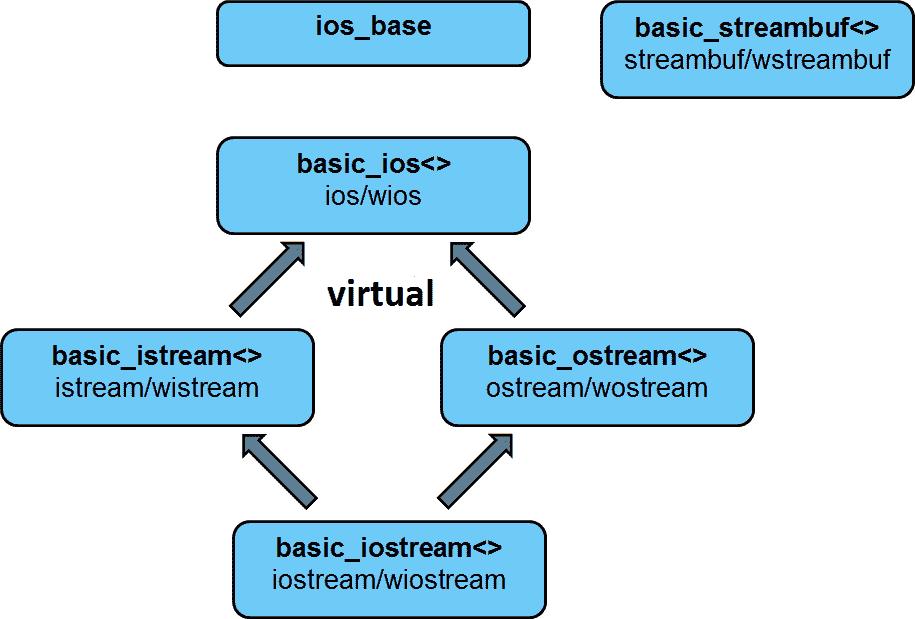 ios_base
basic_streambuf<>
streambuf/wstreambuf
basic_ios<>
ios/wios
virtual
basic_istream<>
istream/wistream
basic_ostream<>
ostream/wostream
basic_iostream<>
iostream/wiostream